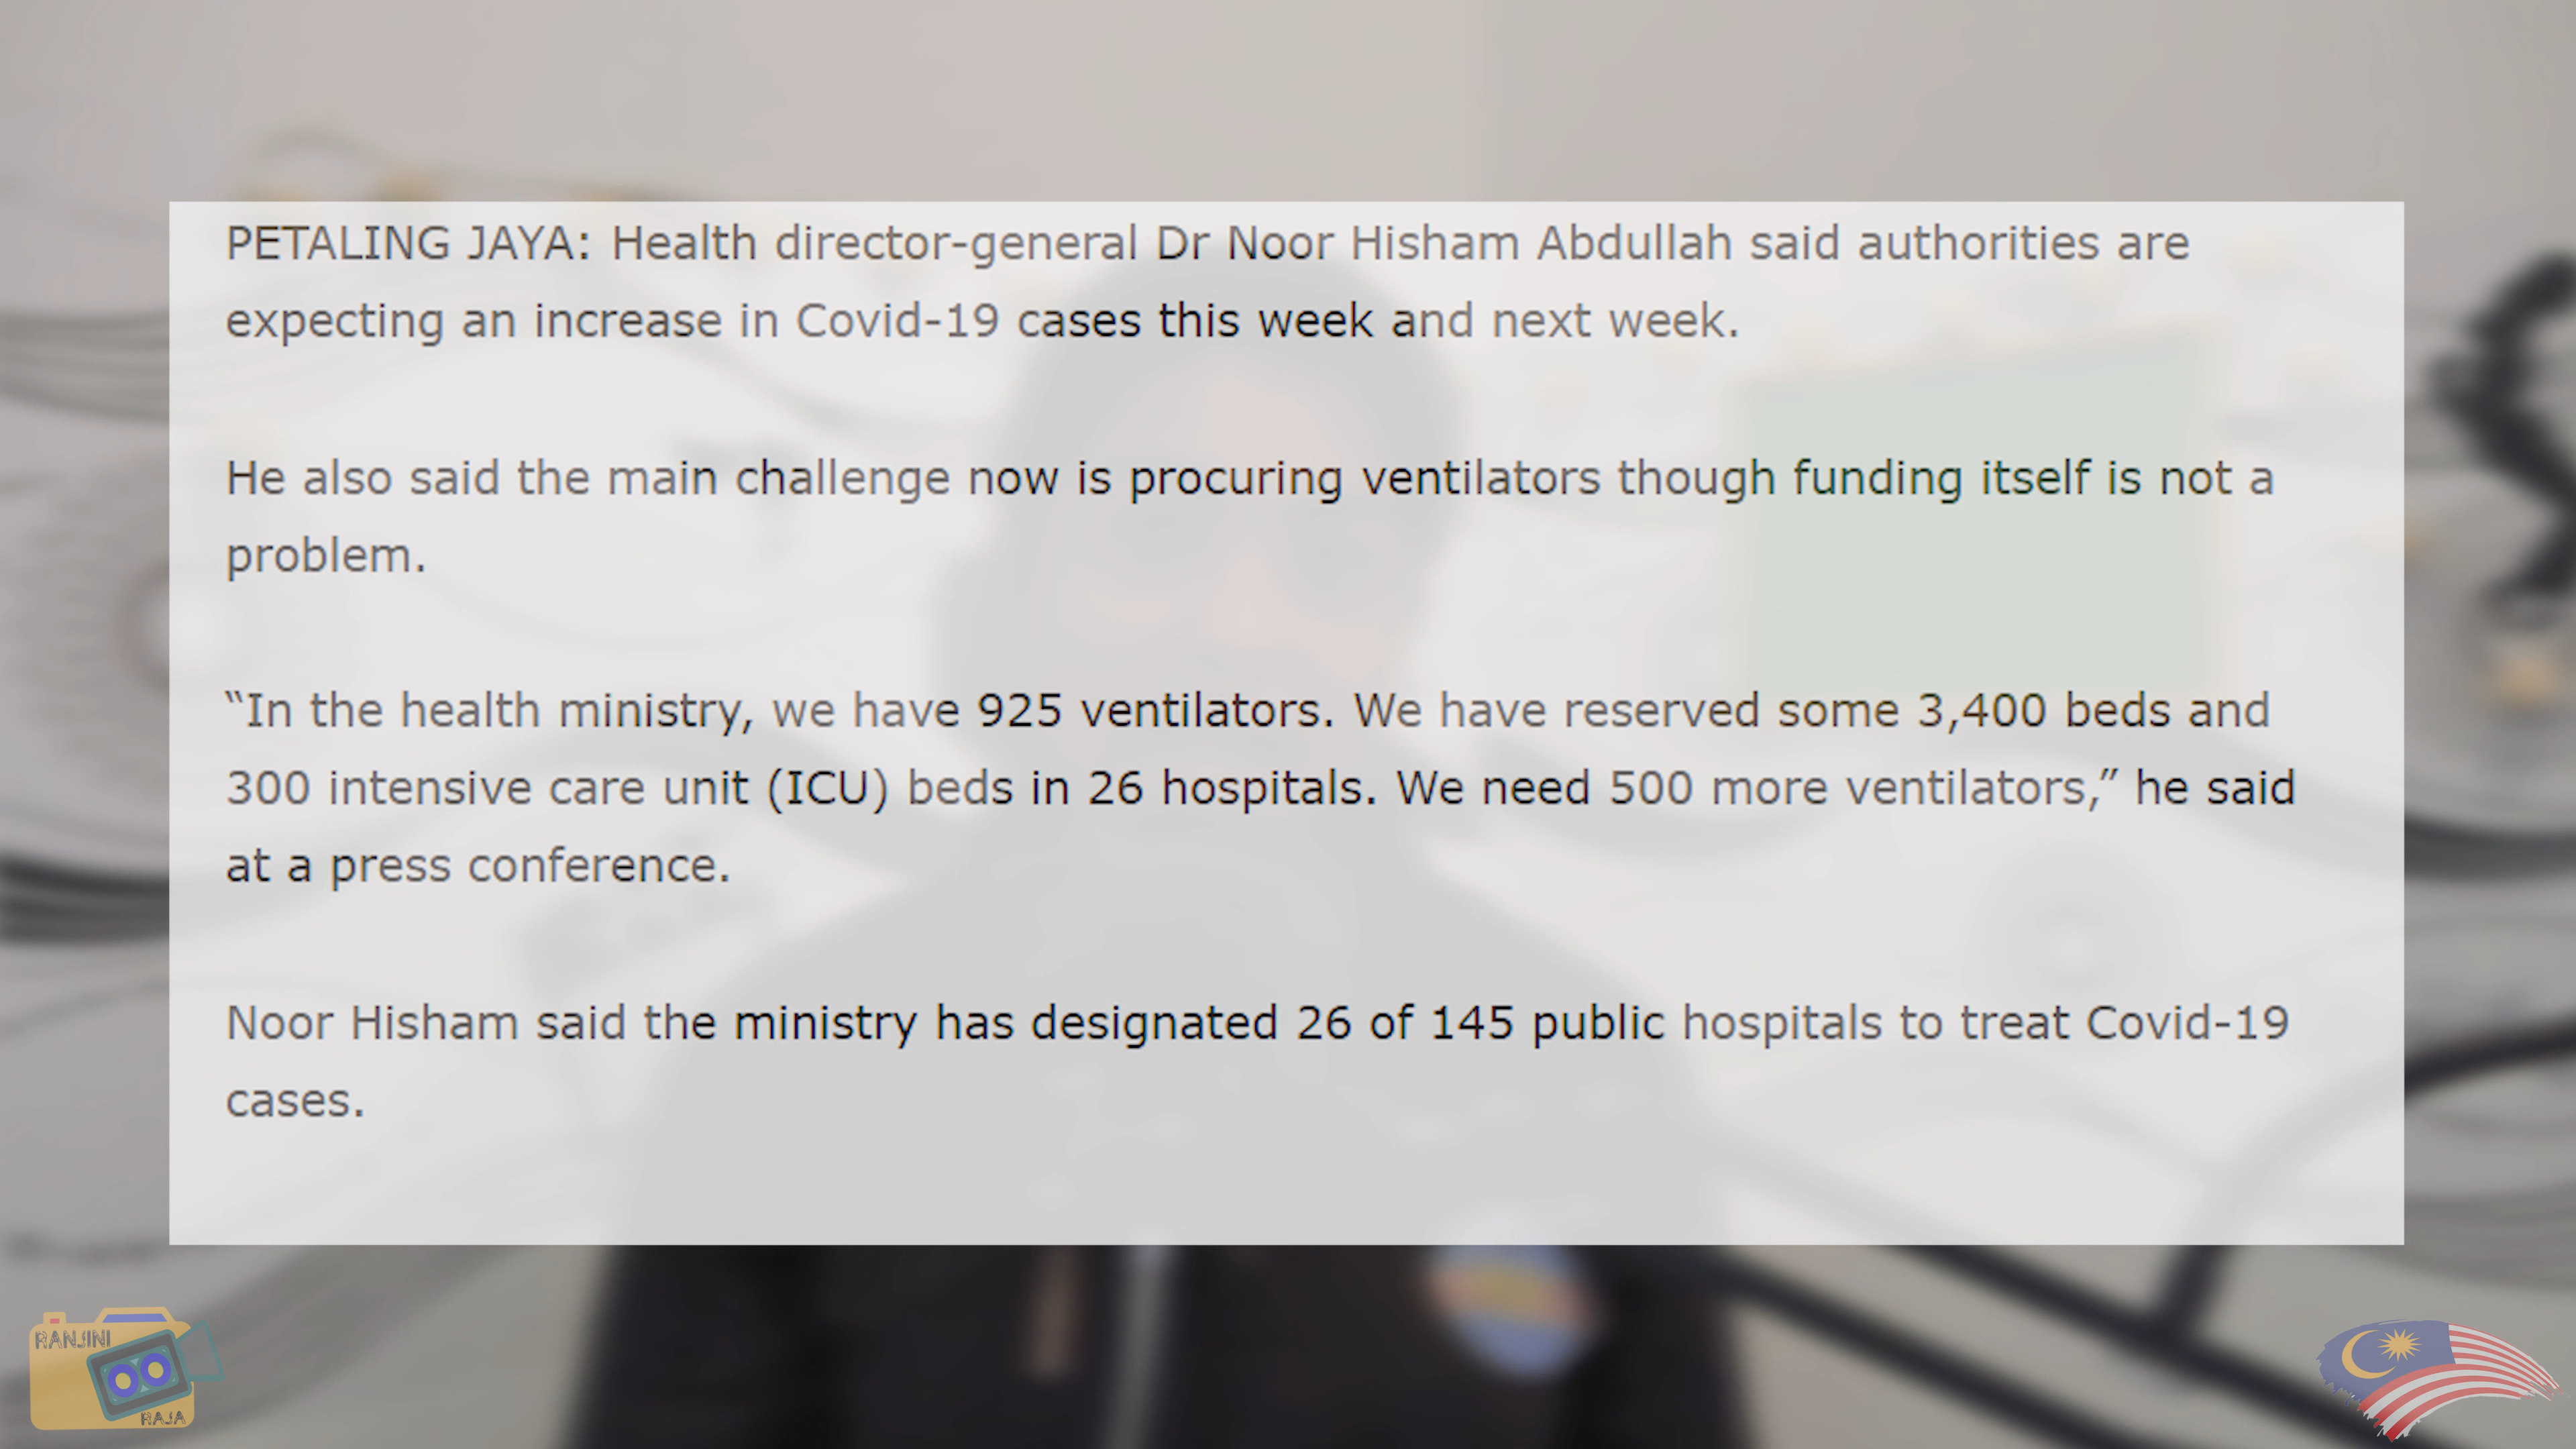 PETALING JAYA: Health director-general Dr Noor Hisham Abdullah said authorities are
expecting an increase in Covid-19 cases this week and next week.
He also said the main challenge now is procuring ventilators though funding itself is not a
problem.
“In the health ministry, we have 925 ventilators. We have reserved some 3,400 beds and
300 intensive care unit (ICU) beds in 26 hospitals. We need 500 more ventilators,” he said
at a press conference.
Noor Hisham said the ministry has designated 26 of 145 public hospitals to treat Covid-19
cases.
RANJINI
RAJA